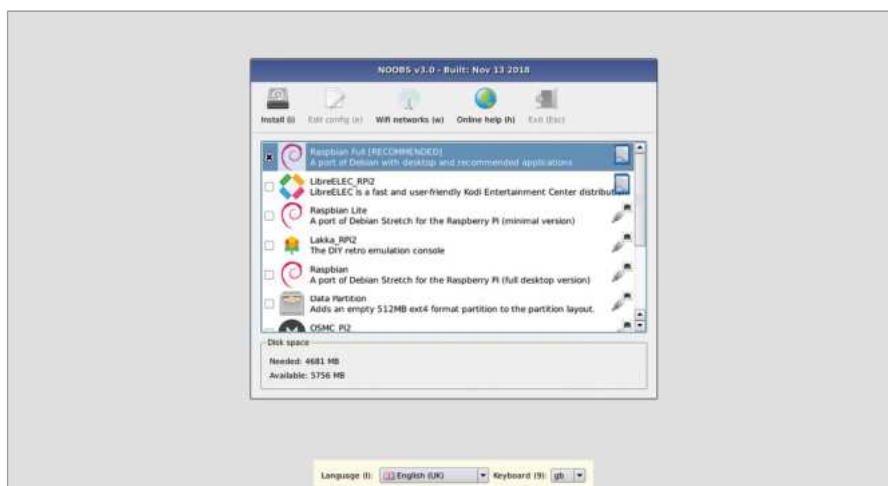 NOOBS v3.0 - Built: Nov 13 2018
Install (i) Edit config (e) Wifi networks (w) Online help (h) Exit (Esc)
Raspbian Full [RECOMMENDED]
A port of Debian with desktop and recommended applications
LibreELEC_RPi2
LibreELEC is a fast and user-friendly Kodi Entertainment Center distribution
Raspbian Lite
A port of Debian Stretch for the Raspberry Pi (minimal version)
Lakka_RPi2
The DIY retro emulation console
Raspbian
A port of Debian Stretch for the Raspberry Pi (full desktop version)
Data Partition
Adds an empty 512MB ext4 format partition to the partition layout.
OSMC_Pi2
Disk space
Needed: 4681 MB
Available: 5756 MB
Language (l): English (UK) Keyboard (9): gb